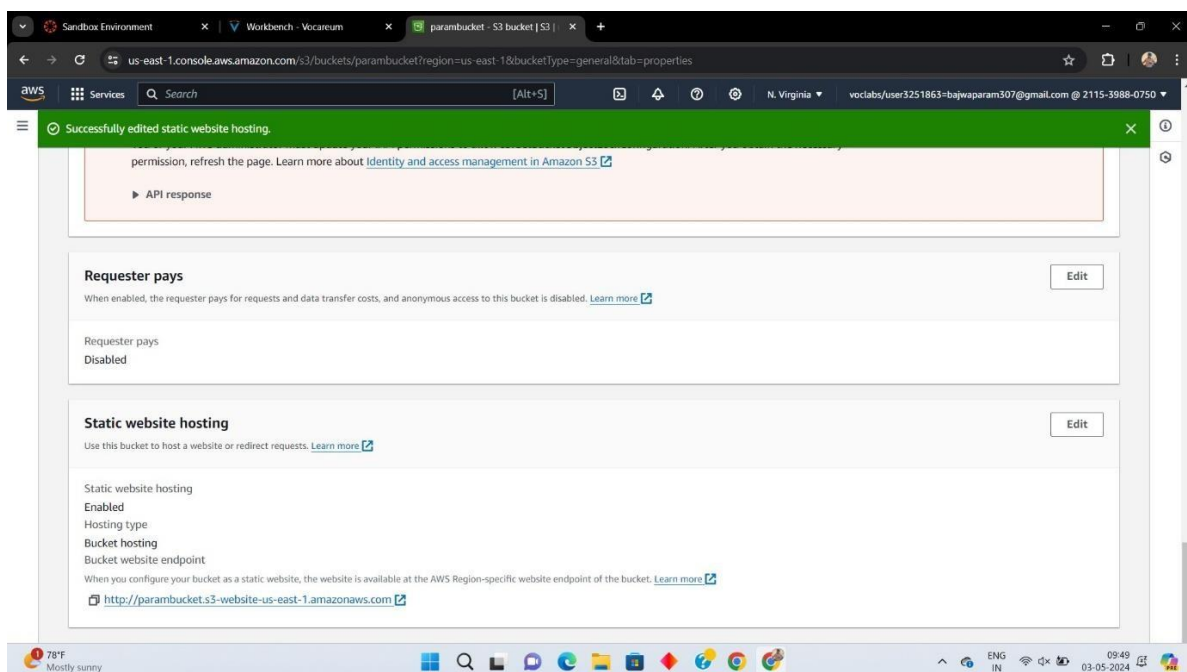 Sandbox Environment
Workbench - Vocareum
parambucket - S3 bucket | S3 |
us-east-1.console.aws.amazon.com/s3/buckets/parambucket?region=us-east-1&bucketType=general&tab=properties
aws
Services
Search
[Alt+S]
N. Virginia
voclabs/user3251863=bajwaparam307@gmail.com @ 2115-3988-0750
Successfully edited static website hosting.
permission, refresh the page. Learn more about Identity and access management in Amazon S3
API response
Requester pays
Edit
When enabled, the requester pays for requests and data transfer costs, and anonymous access to this bucket is disabled. Learn more
Requester pays
Disabled
Static website hosting
Edit
Use this bucket to host a website or redirect requests. Learn more
Static website hosting
Enabled
Hosting type
Bucket hosting
Bucket website endpoint
When you configure your bucket as a static website, the website is available at the AWS Region-specific website endpoint of the bucket. Learn more
http://parambucket.s3-website-us-east-1.amazonaws.com
78°F
Mostly sunny
ENG
IN
09:49
03-05-2024